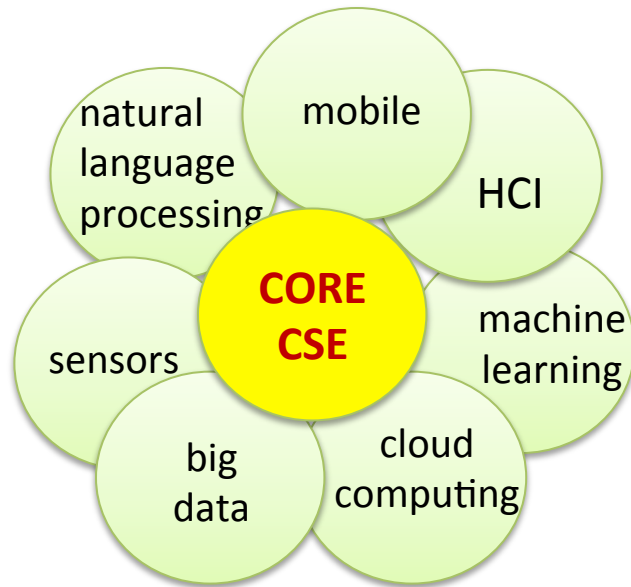 mobile
natural
language
processing
HCI
CORE
CSE
machine
learning
sensors
cloud
computing
big
data